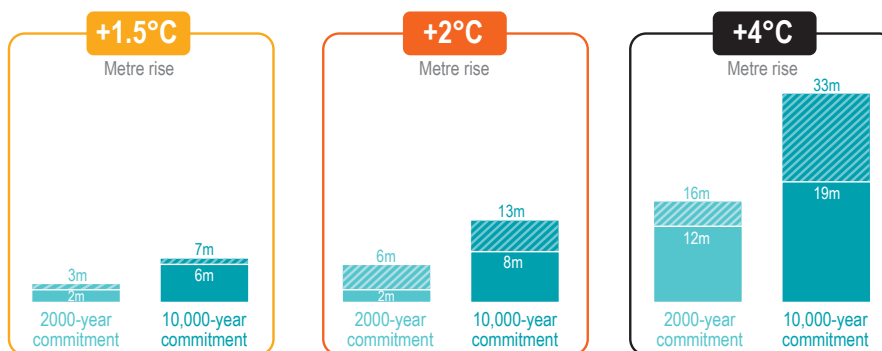 +1.5°C
Metre rise
3m
2m
7m
6m
2000-year
commitment
10,000-year
commitment
+2°C
Metre rise
6m
2m
13m
8m
2000-year
commitment
10,000-year
commitment
+4°C
Metre rise
16m
12m
33m
19m
2000-year
commitment
10,000-year
commitment